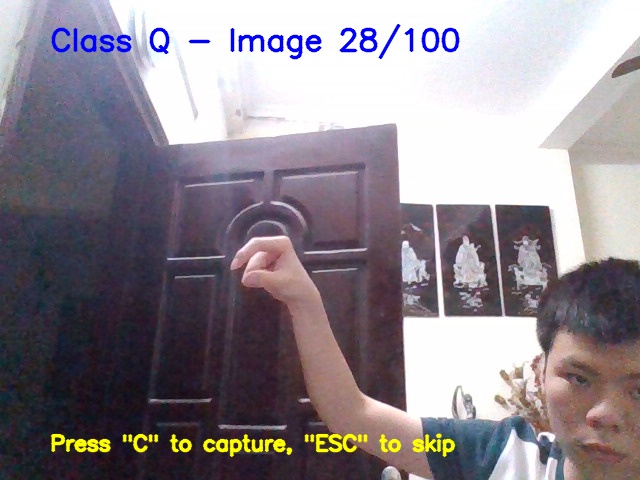 Class Q - Image 28/100
Press "C" to capture, "ESC" to skip